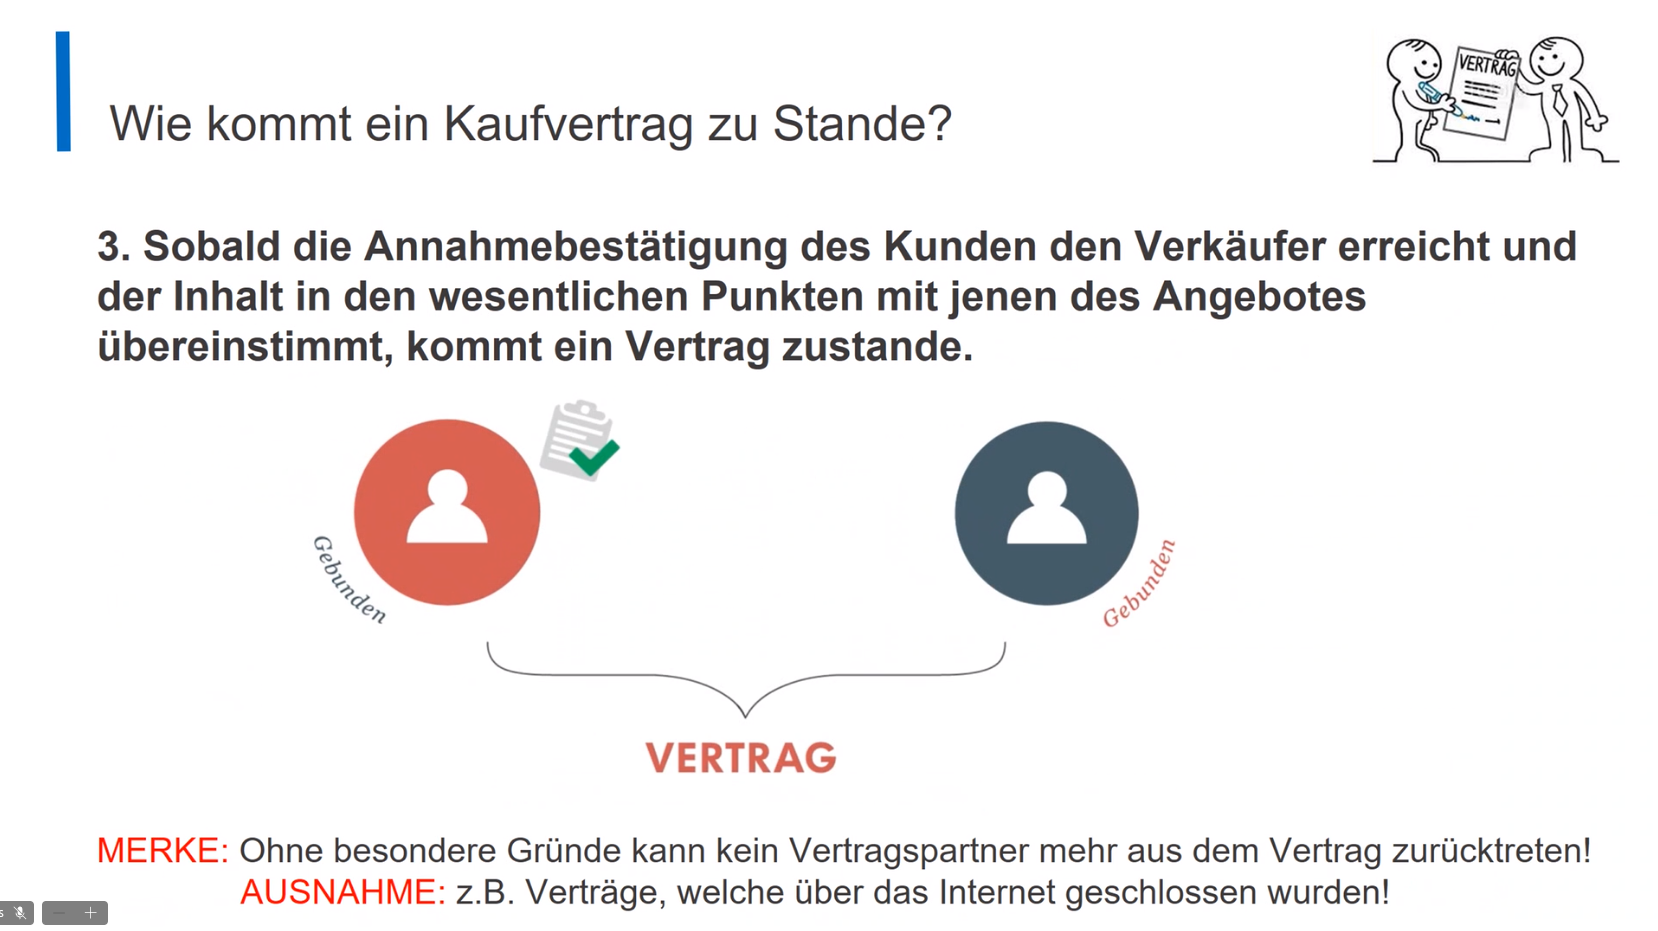 VERTRAG
Wie kommt ein Kaufvertrag zu Stande?
3. Sobald die Annahmebestätigung des Kunden den Verkäufer erreicht und
der Inhalt in den wesentlichen Punkten mit jenen des Angebotes
übereinstimmt, kommt ein Vertrag zustande.
Gebunden
Gebunden
VERTRAG
MERKE: Ohne besondere Gründe kann kein Vertragspartner mehr aus dem Vertrag zurücktreten!
AUSNAHME: z.B. Verträge, welche über das Internet geschlossen wurden!